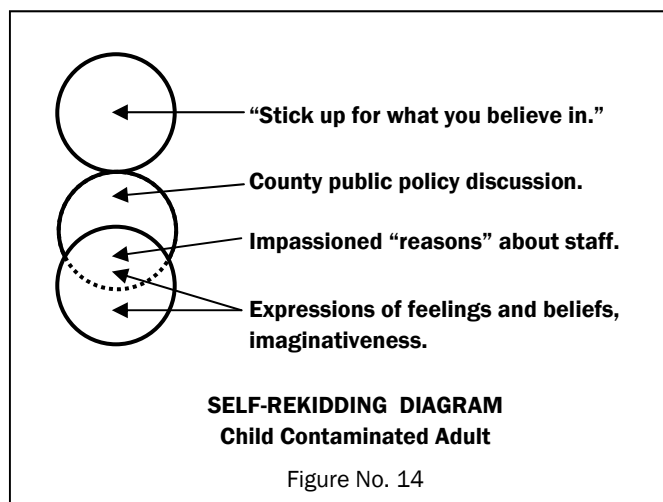 “Stick up for what you believe in.”
County public policy discussion.
Impassioned “reasons” about staff.
Expressions of feelings and beliefs,
imaginativeness.
SELF-REKIDDING DIAGRAM
Child Contaminated Adult
Figure No. 14